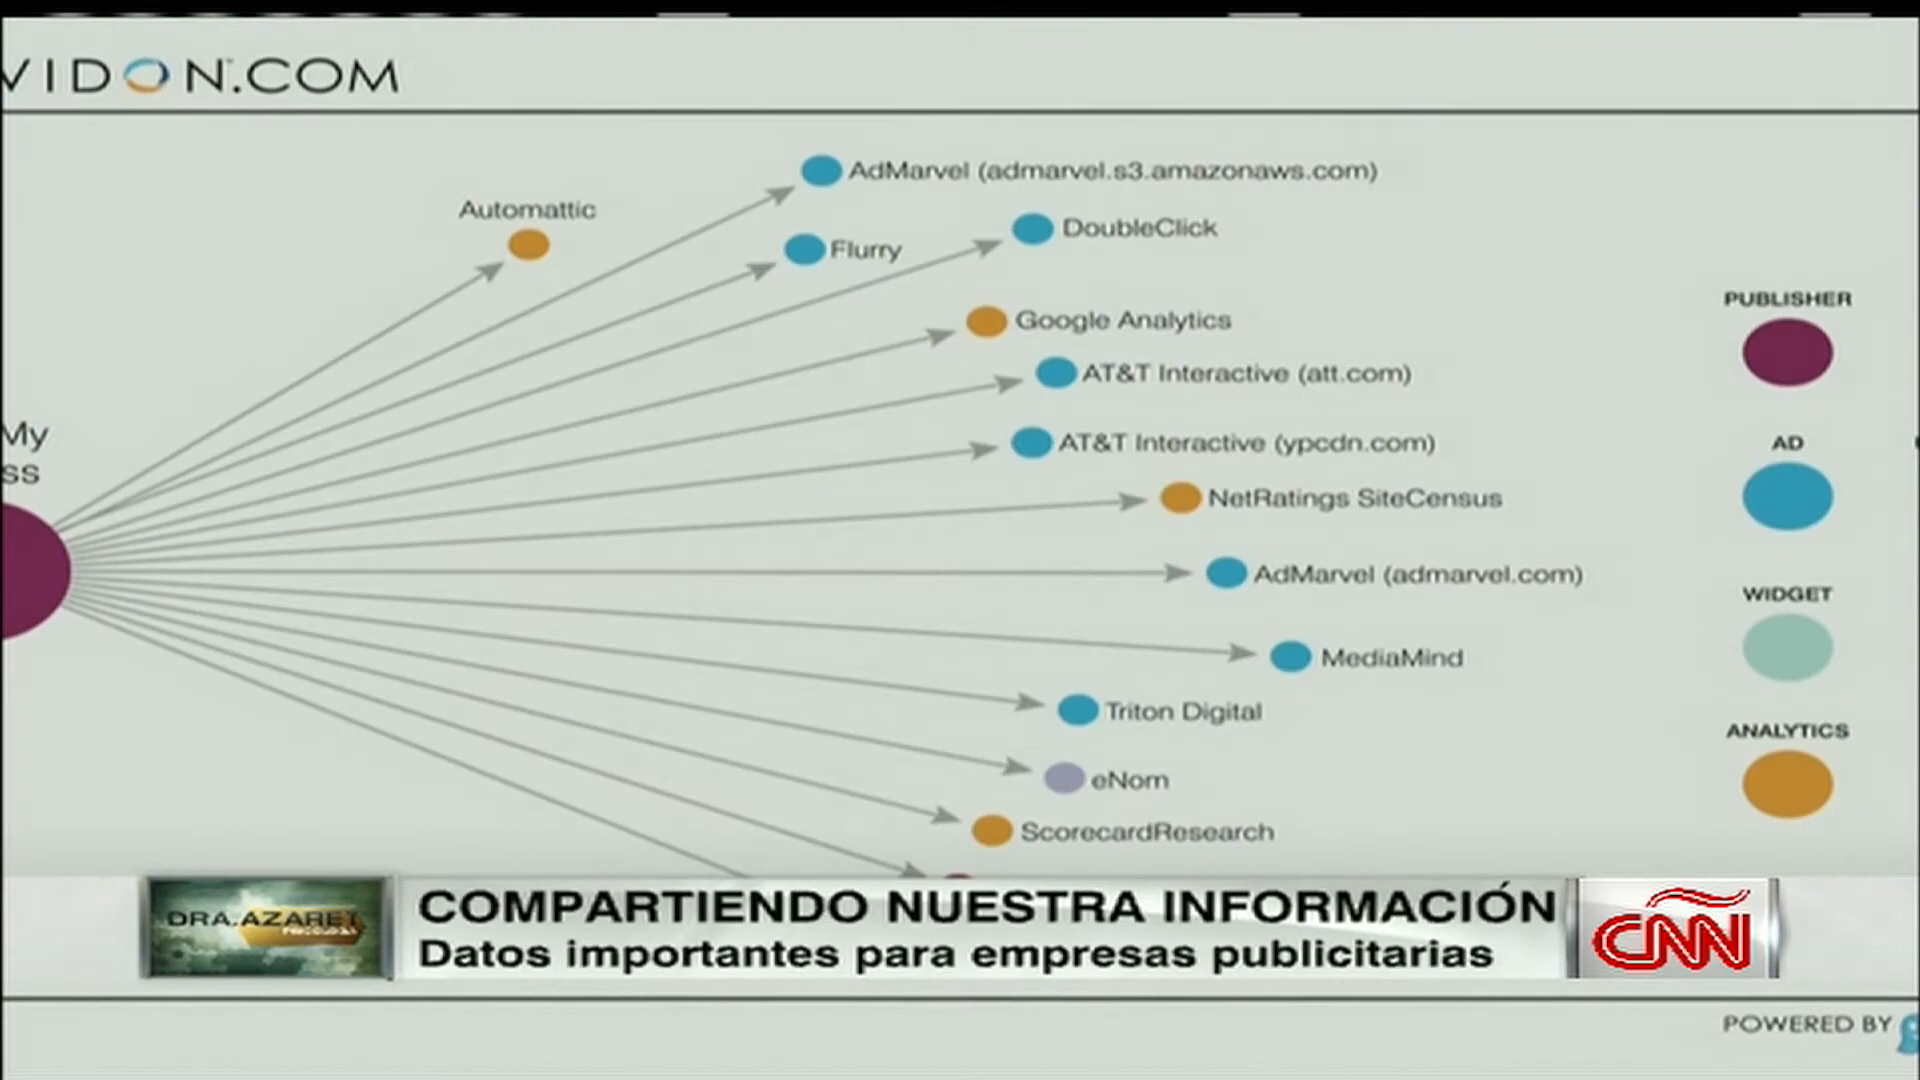 VIDON.COM
AdMarvel (admarvel.s3.amazonaws.com)
Automattic
DoubleClick
Flurry
PUBLISHER
Google Analytics
AT&T Interactive (att.com)
My
ss
AD
AT&T Interactive (ypcdn.com)
NetRatings SiteCensus
AdMarvel (admarvel.com)
WIDGET
MediaMind
Triton Digital
ANALYTICS
eNom
ScorecardResearch
DRA.AZARET
PSICOLOGIA
COMPARTIENDO NUESTRA INFORMACIÓN
Datos importantes para empresas publicitarias
CNN
POWERED BY